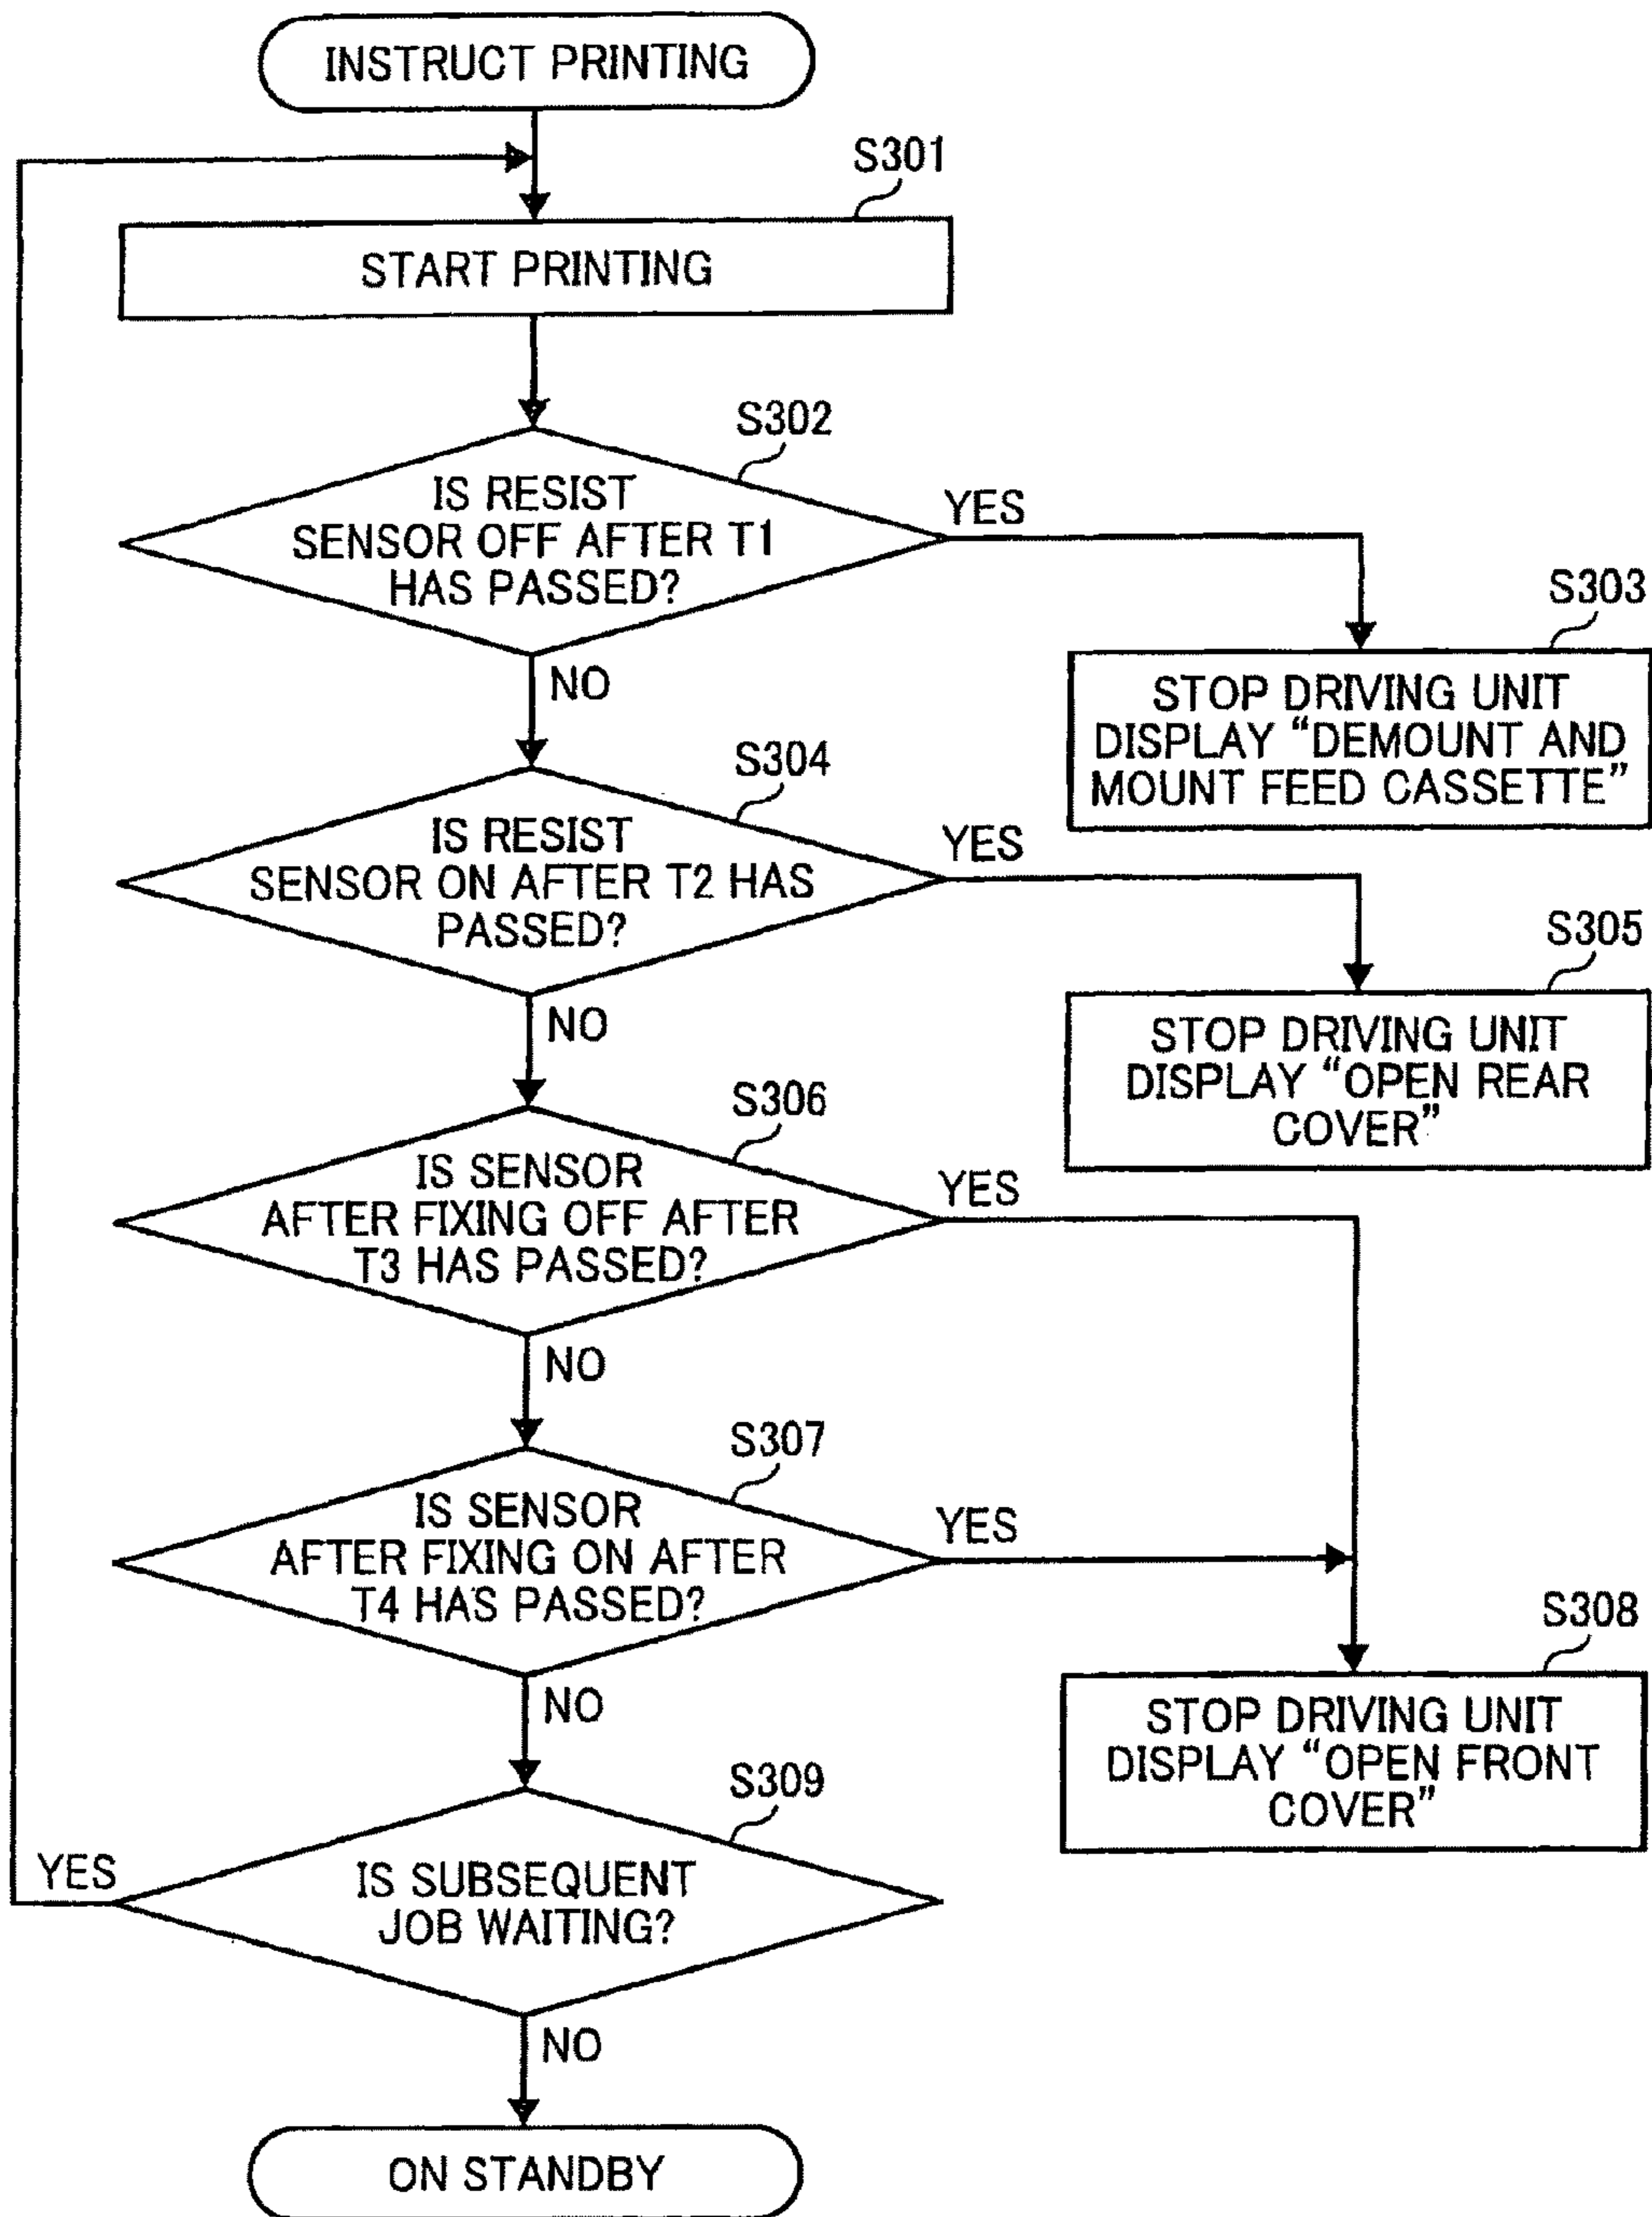 INSTRUCT PRINTING
S301
START PRINTING
S302
IS RESIST
SENSOR OFF AFTER T1
HAS PASSED?
YES
NO
S303
STOP DRIVING UNIT
DISPLAY “DEMOUNT AND
MOUNT FEED CASSETTE”
S304
IS RESIST
SENSOR ON AFTER T2 HAS
PASSED?
YES
NO
S305
STOP DRIVING UNIT
DISPLAY “OPEN REAR
COVER”
S306
IS SENSOR
AFTER FIXING OFF AFTER
T3 HAS PASSED?
YES
NO
S307
IS SENSOR
AFTER FIXING ON AFTER
T4 HAS PASSED?
YES
NO
S308
STOP DRIVING UNIT
DISPLAY “OPEN FRONT
COVER”
S309
IS SUBSEQUENT
JOB WAITING?
YES
NO
ON STANDBY